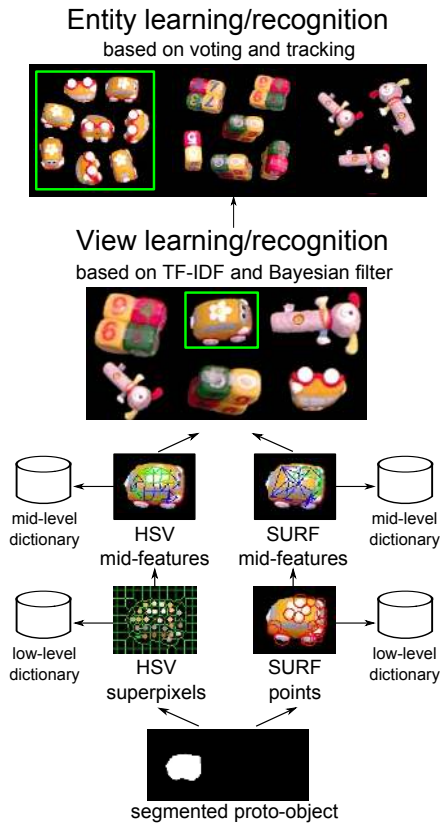 Entity learning/recognition
based on voting and tracking
View learning/recognition
based on TF-IDF and Bayesian filter
mid-level
dictionary
HSV
mid-features
SURF
mid-features
mid-level
dictionary
low-level
dictionary
HSV
superpixels
SURF
points
low-level
dictionary
segmented proto-object